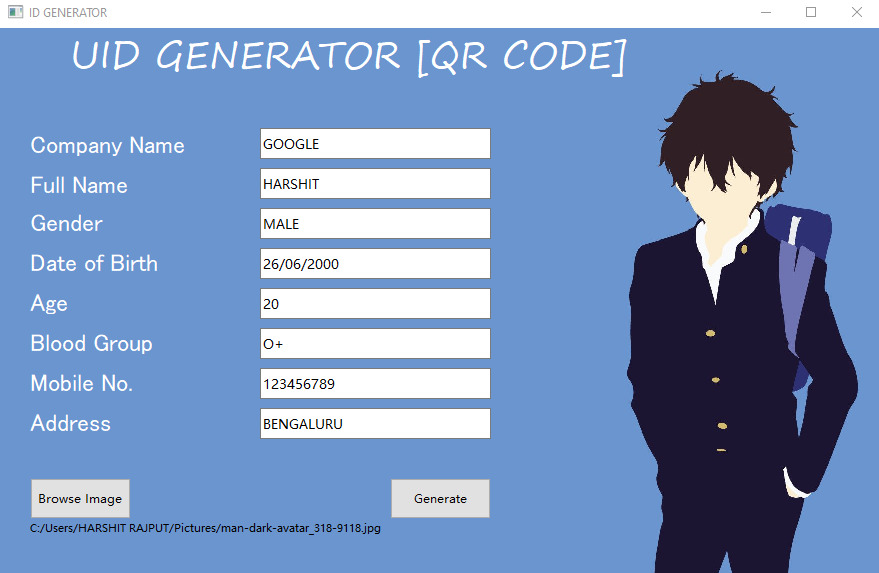 ID GENERATOR
UID GENERATOR [QR CODE]
Company Name GOOGLE
Full Name HARSHIT
Gender MALE
Date of Birth 26/06/2000
Age 20
Blood Group O+
Mobile No. 123456789
Address BENGALURU
Browse Image Generate
C:/Users/HARSHIT RAJPUT/Pictures/man-dark-avatar_318-9118.jpg